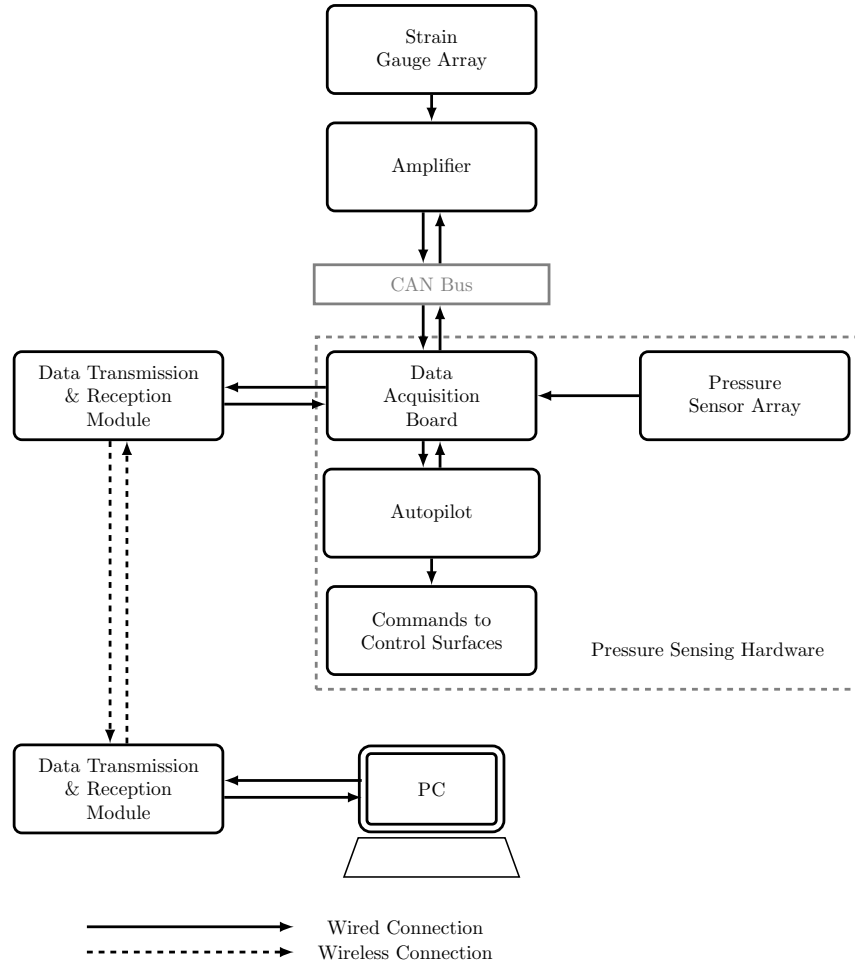 Strain
Gauge Array
Amplifier
CAN Bus
Data Transmission
& Reception
Module
Data
Acquisition
Board
Pressure
Sensor Array
Autopilot
Commands to
Control Surfaces
Pressure Sensing Hardware
Data Transmission
& Reception
Module
PC
Wired Connection
Wireless Connection